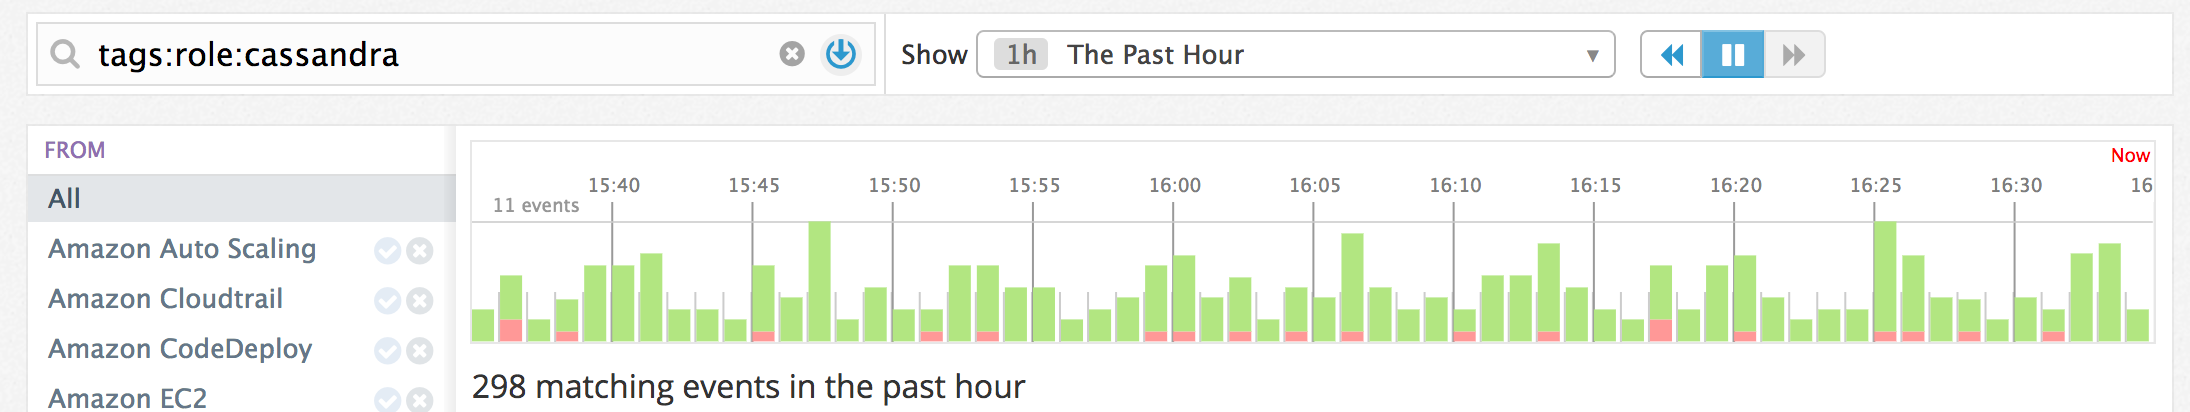 tags:role:cassandra
Show 1h The Past Hour
FROM
All
Amazon Auto Scaling
Amazon Cloudtrail
Amazon CodeDeploy
Amazon EC2
Now
15:40 15:45 15:50 15:55 16:00 16:05 16:10 16:15 16:20 16:25 16:30 16
11 events
298 matching events in the past hour